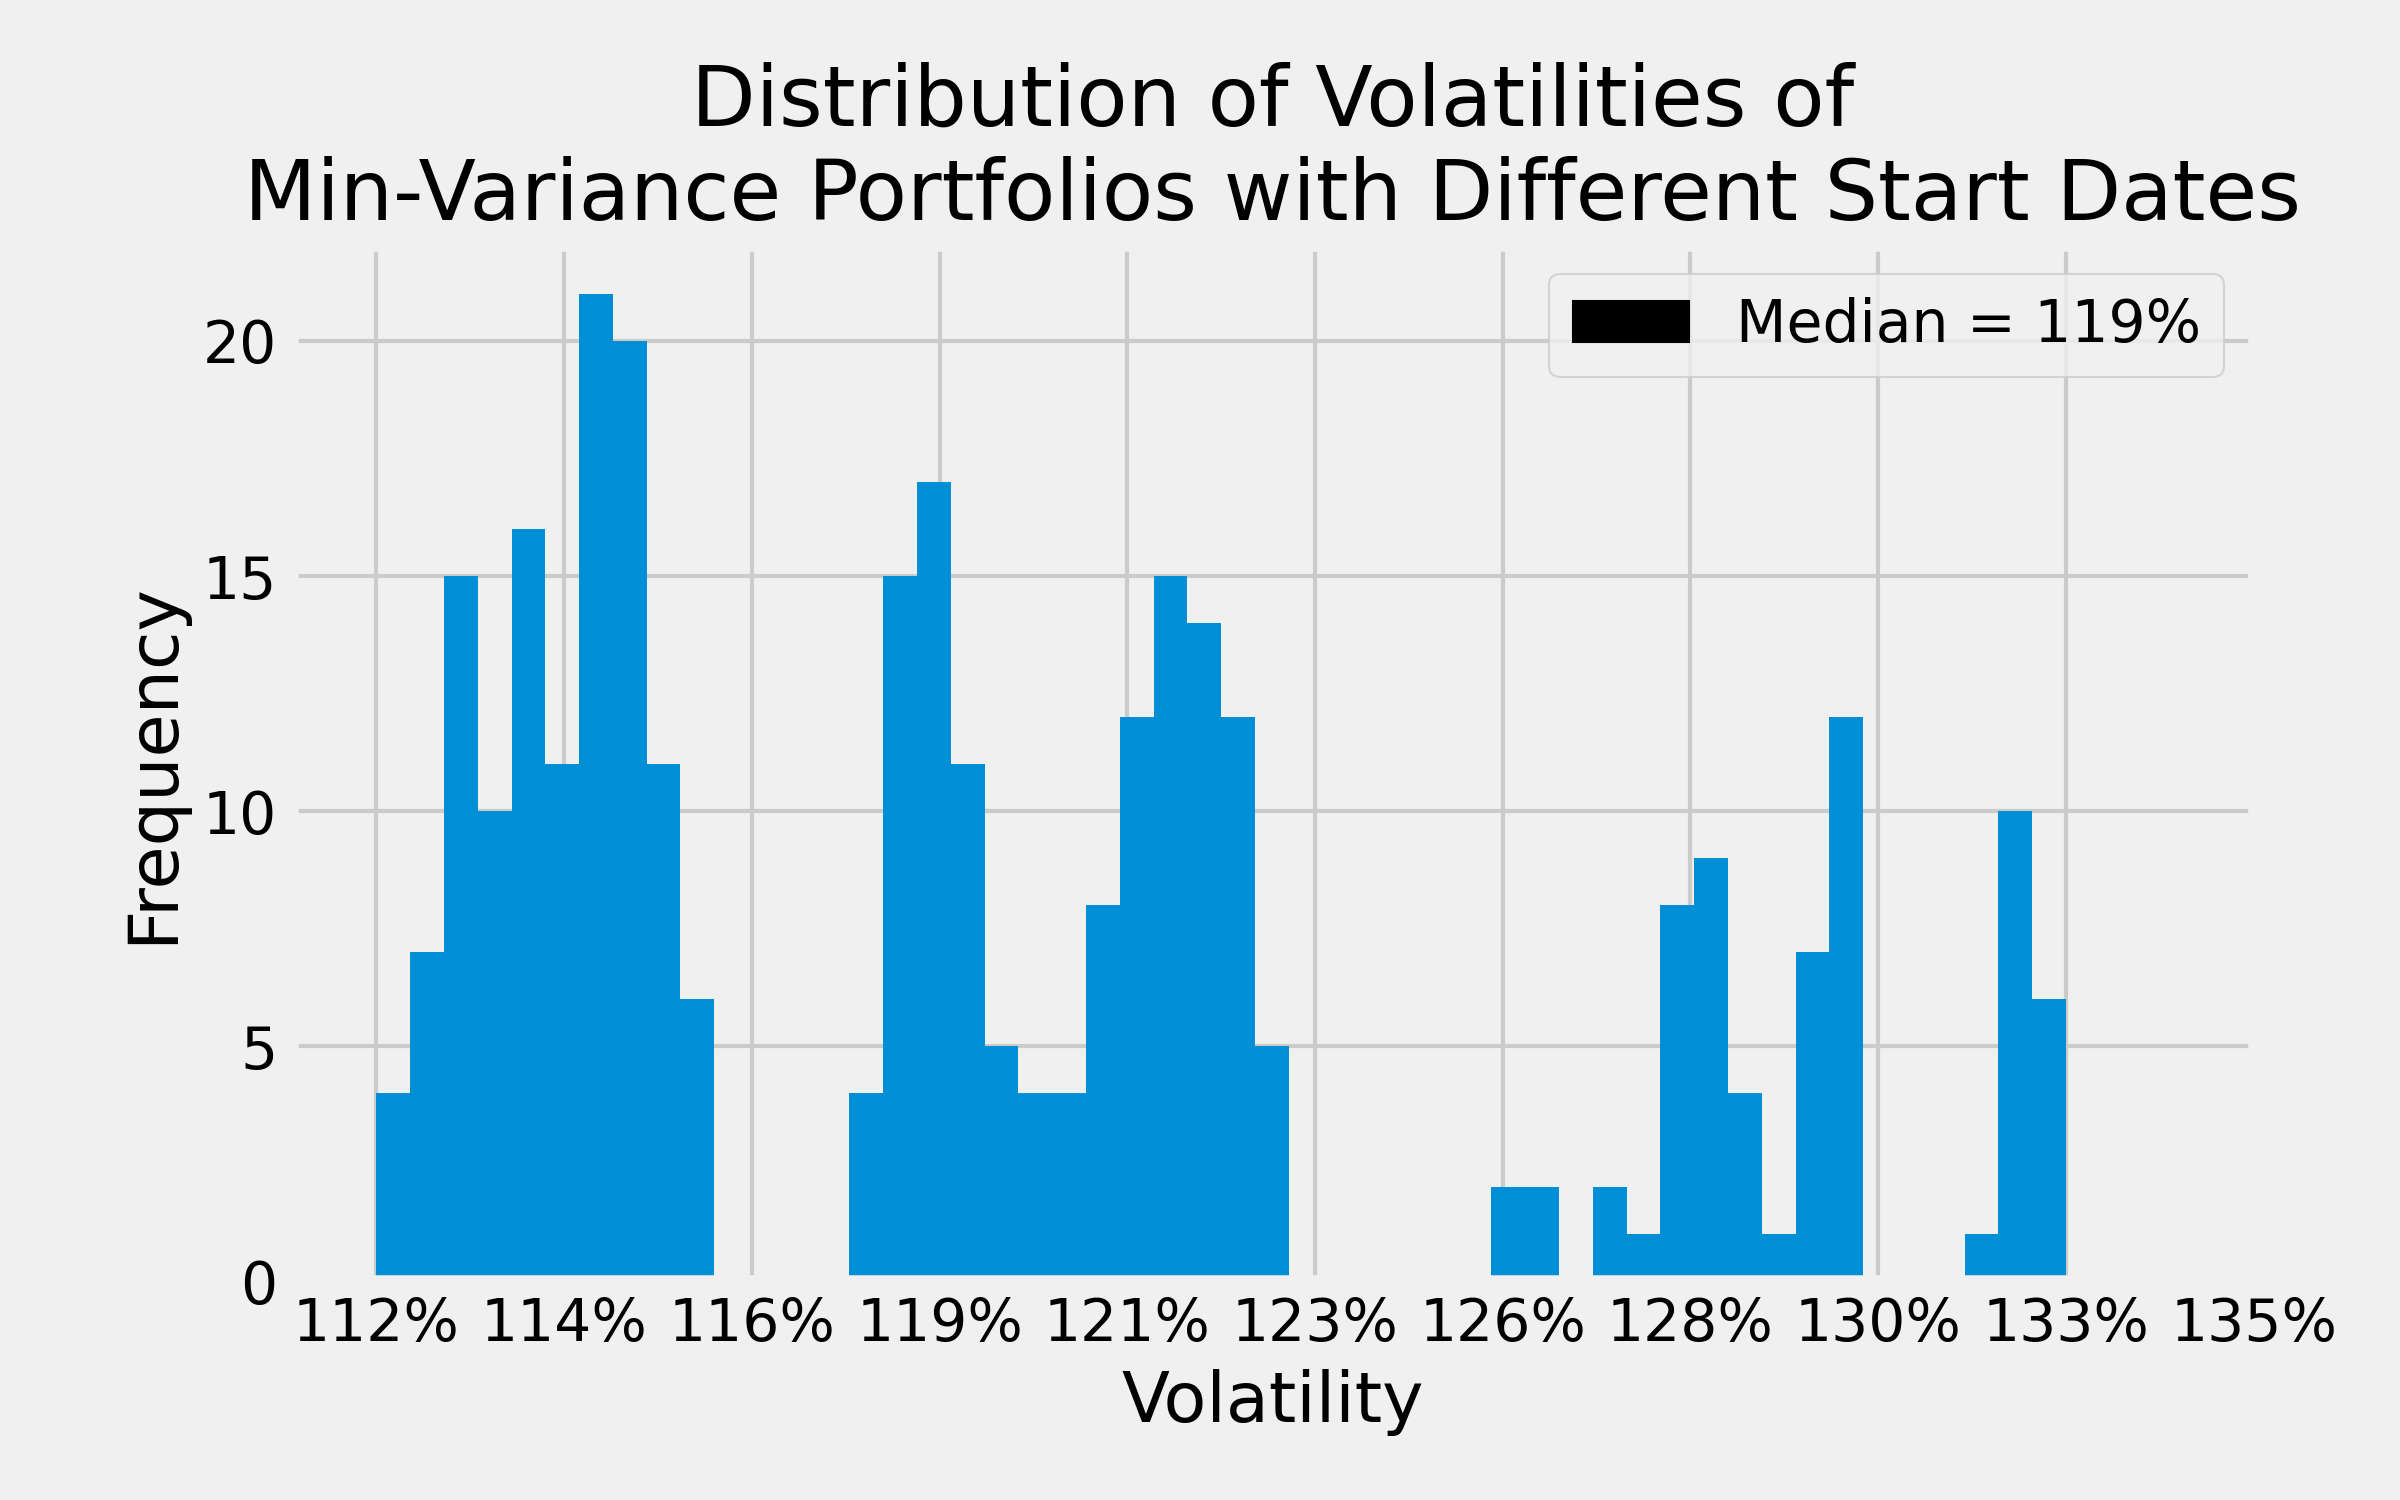 Distribution of Volatilities of
Min-Variance Portfolios with Different Start Dates
Median = 119%
20
15
10
5
0
Frequency
112% 114% 116% 119% 121% 123% 126% 128% 130% 133% 135%
Volatility